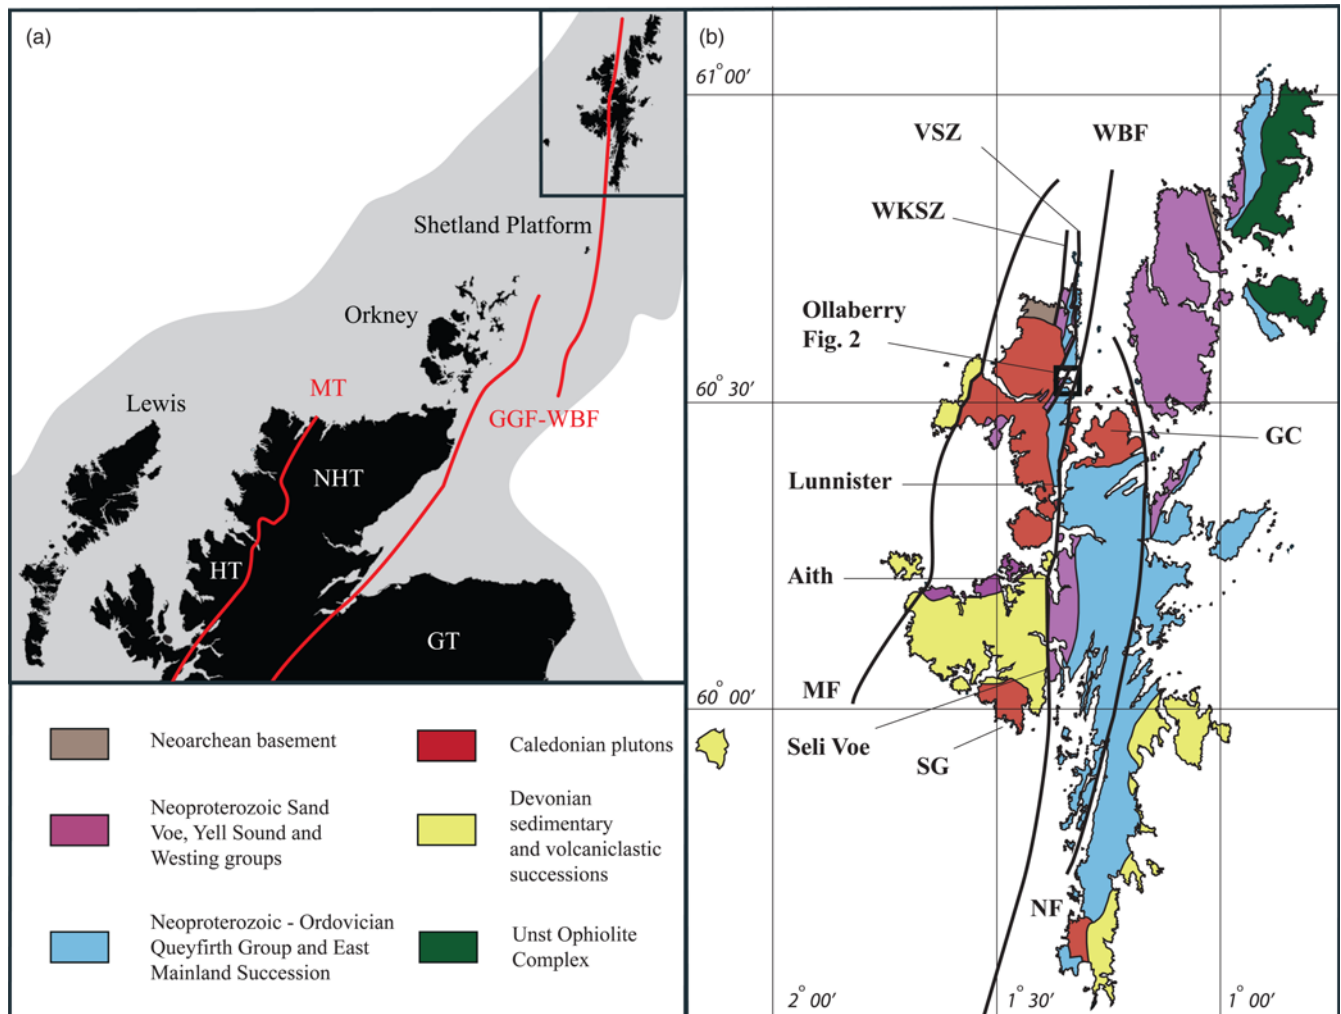 (a)
Shetland Platform
Orkney
MT
Lewis
GGF-WBF
NHT
HT
GT
Neoarchean basement
Neoproterozoic Sand
Voe, Yell Sound and
Westing groups
Neoproterozoic - Ordovician
Queyfirth Group and East
Mainland Succession
Caledonian plutons
Devonian
sedimentary
and volcaniclastic
successions
Unst Ophiolite
Complex
(b)
61° 00'
VSZ
WBF
WKSZ
Ollaberry
Fig. 2
60° 30'
GC
Lunnister
Aith
MF
60° 00'
Seli Voe
SG
NF
2° 00'
1° 30'
1° 00'